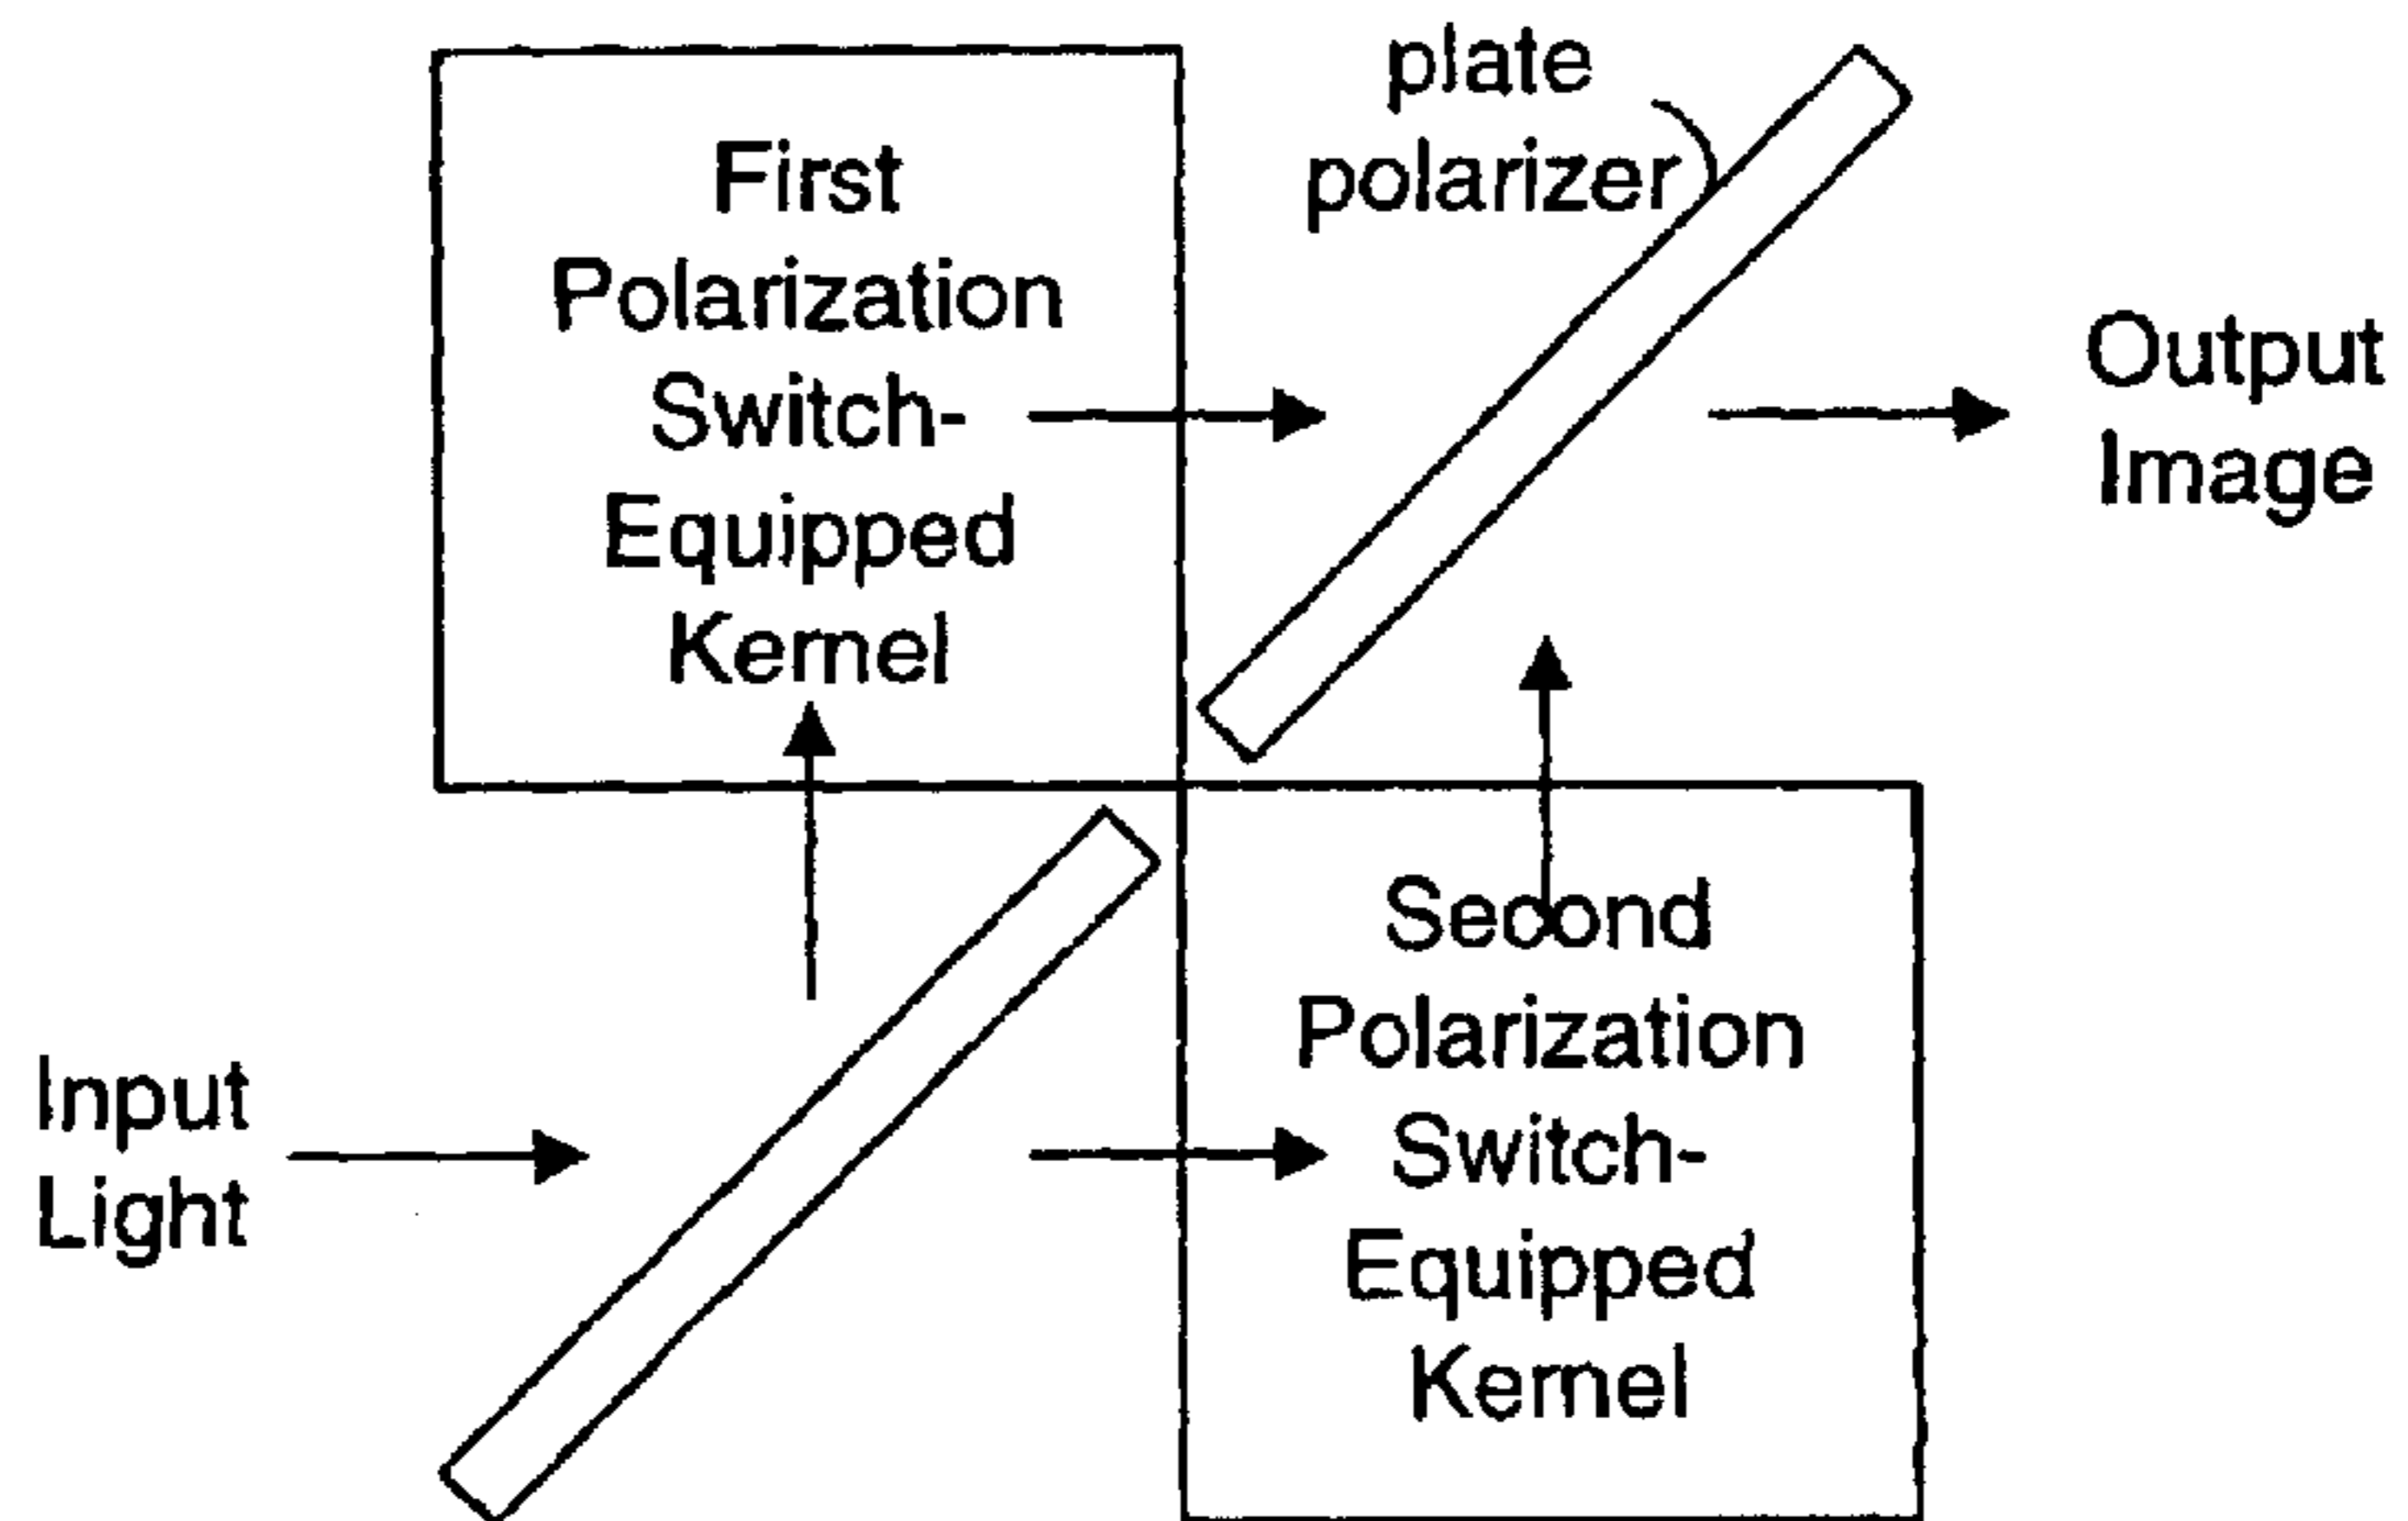 First
Polarization
Switch-
Equipped
Kernel
plate
polarizer
Output
Image
Input
Light
Second
Polarization
Switch-
Equipped
Kernel